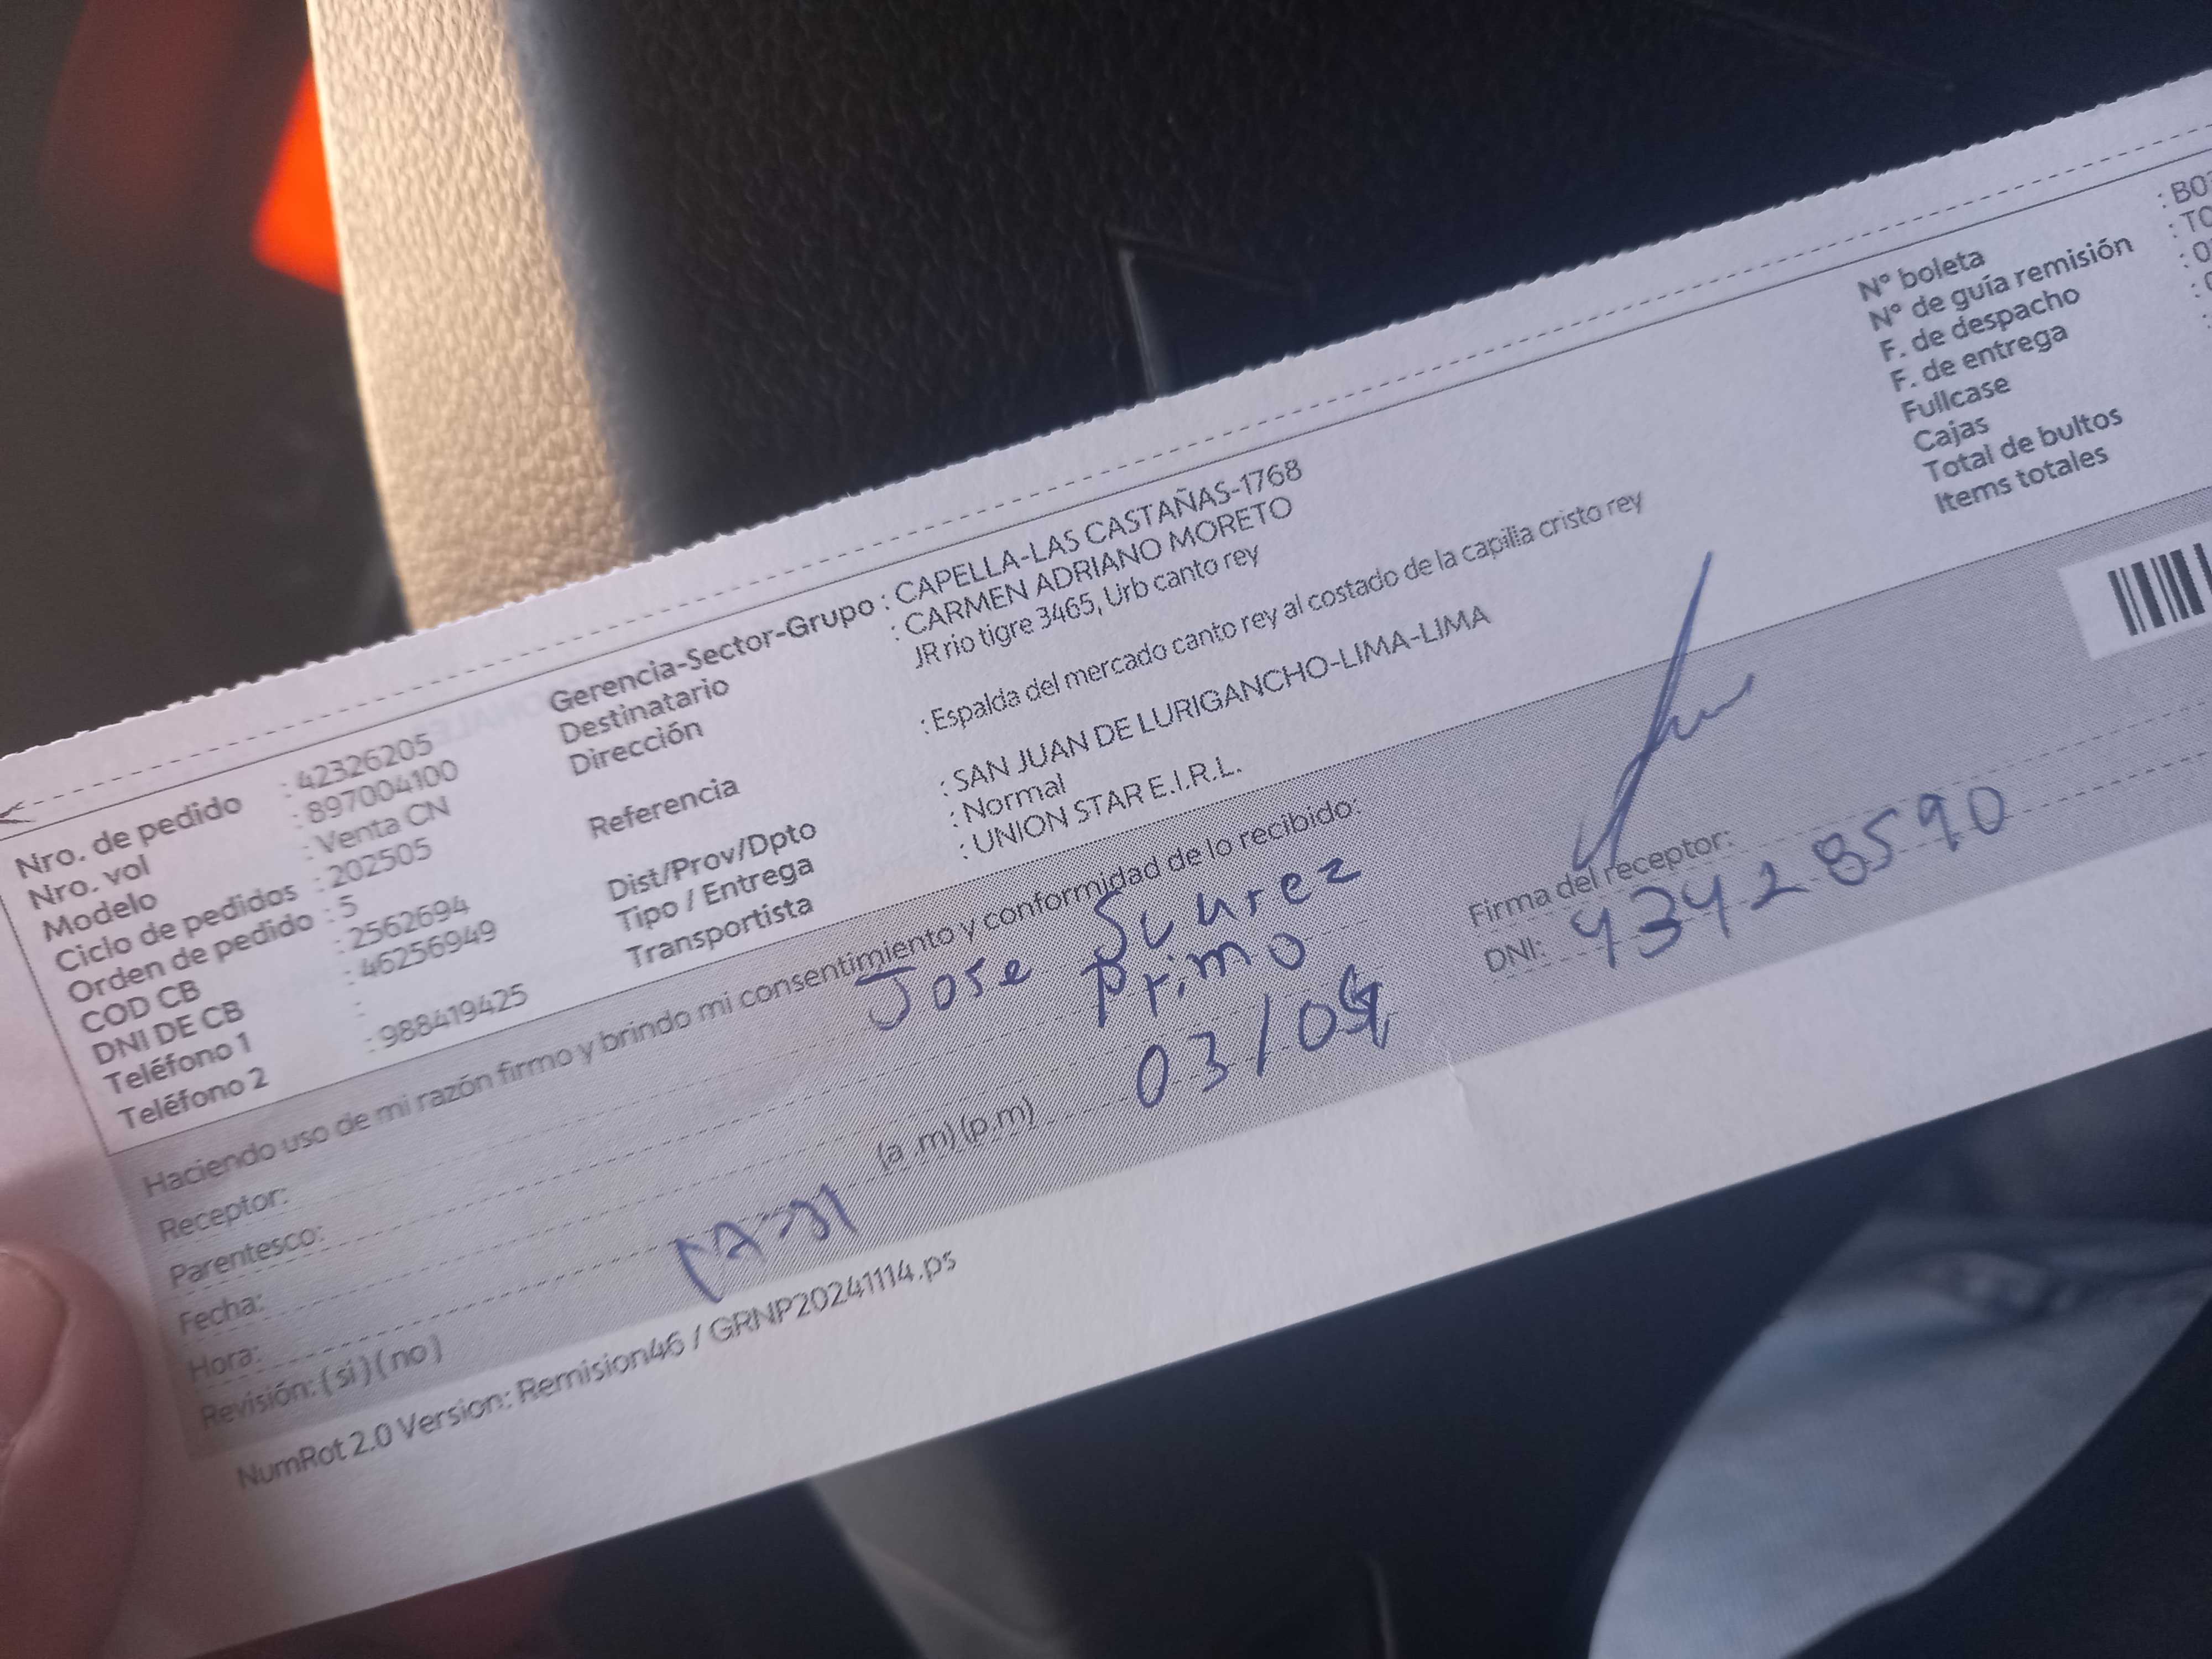 Nro. de pedido : 42326205
Nro. vol : 897004100
Modelo : Venta CN
Ciclo de pedidos : 202505
Orden de pedido : 5
COD CB : 2562694
DNI DE CB : 46256949
Teléfono 1 :
Teléfono 2 : 988419425
Gerencia-Sector-Grupo : CAPELLA-LAS CASTAÑAS-1768
Destinatario : CARMEN ADRIANO MORETO
Dirección JR rio tigre 3465, Urb canto rey
Referencia : Espalda del mercado canto rey al costado de la capilla cristo rey
Dist/Prov/Dpto : SAN JUAN DE LURIGANCHO-LIMA-LIMA
Tipo / Entrega : Normal
Transportista : UNION STAR E.I.R.L.
N° boleta : B0
N° de guía remisión : TO
F. de despacho : 0
F. de entrega :
Fullcase :
Cajas
Total de bultos
Items totales
Haciendo uso de mi razón firmo y brindo mi consentimiento y conformidad de lo recibido:
Receptor: Jose
Parentesco: Primo
Fecha: 03/
Hora: (a .m) (p.m)
Revisión: ( si ) ( no )
Firma del receptor:
DNI:
NumRot 2.0 Version: Remision46 / GRNP20241114.ps